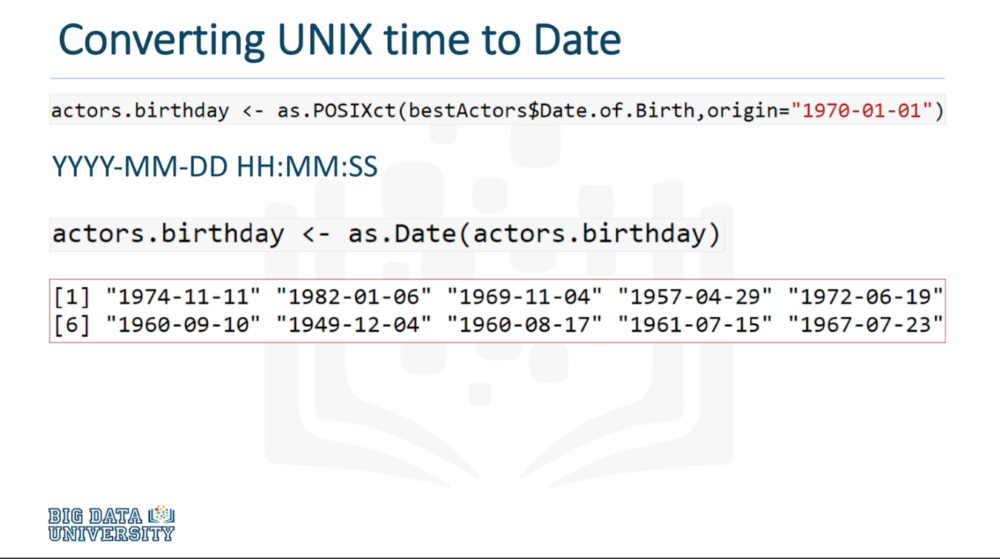 Converting UNIX time to Date
actors.birthday <- as.POSIXct(bestActors$Date.of.Birth,origin="1970-01-01")
YYYY-MM-DD HH:MM:SS
actors.birthday <- as.Date(actors.birthday)
[1] "1974-11-11" "1982-01-06" "1969-11-04" "1957-04-29" "1972-06-19"
[6] "1960-09-10" "1949-12-04" "1960-08-17" "1961-07-15" "1967-07-23"
BIG DATA
UNIVERSITY